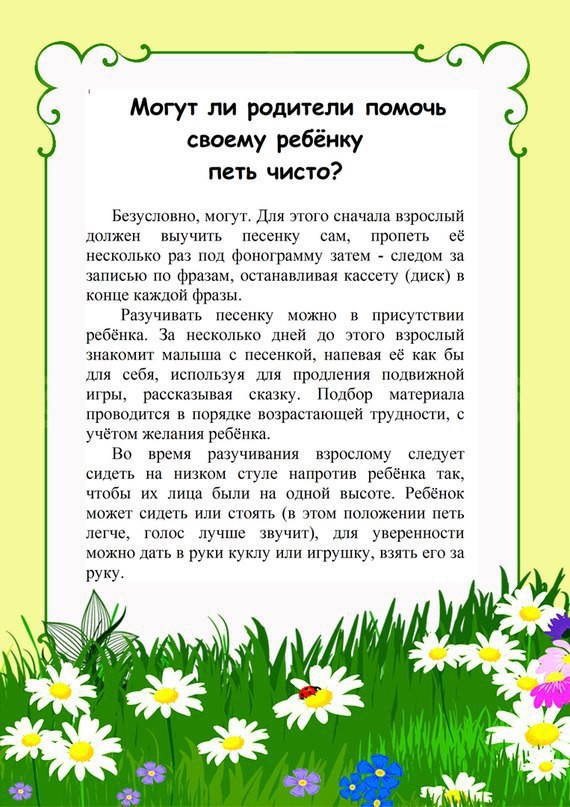 Могут ли родители помочь
своему ребёнку
петь чисто?
Безусловно, могут. Для этого сначала взрослый
должен выучить песенку сам, пропеть её
несколько раз под фонограмму затем - следом за
записью по фразам, останавливая кассету (диск) в
конце каждой фразы.
Разучивать песенку можно в присутствии
ребёнка. За несколько дней до этого взрослый
знакомит малыша с песенкой, напевая её как бы
для себя, используя для продления подвижной
игры, рассказывая сказку. Подбор материала
проводится в порядке возрастающей трудности, с
учётом желания ребёнка.
Во время разучивания взрослому следует
сидеть на низком стуле напротив ребёнка так,
чтобы их лица были на одной высоте. Ребёнок
может сидеть или стоять (в этом положении петь
легче, голос лучше звучит), для уверенности
можно дать в руки куклу или игрушку, взять его за
руку.